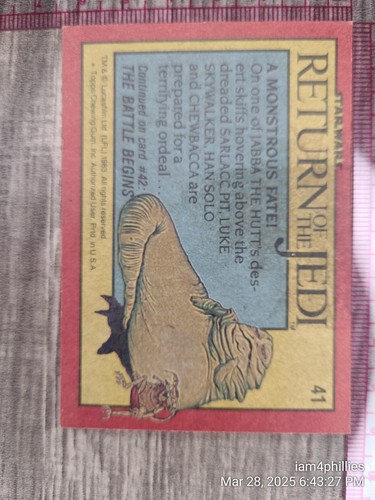 STAR WARS
RETURN OF THE JEDI
41
A MONSTROUS FATE!
On one of JABBA THE HUTT's des-
ert skiffs hovering above the
dreaded SARLACC PIT, LUKE
SKYWALKER, HAN SOLO
and CHEWBACCA are
prepared for a
terrifying ordeal . . .
Continued on card #42:
THE BATTLE BEGINS
TM & © Lucasfilm Ltd. (LFL) 1983. All rights reserved.
* Topps Chewing Gum, Inc. Authorized User. Prtd. in U.S.A.
iam4phillies
Mar 28, 2025 6:43:27 PM